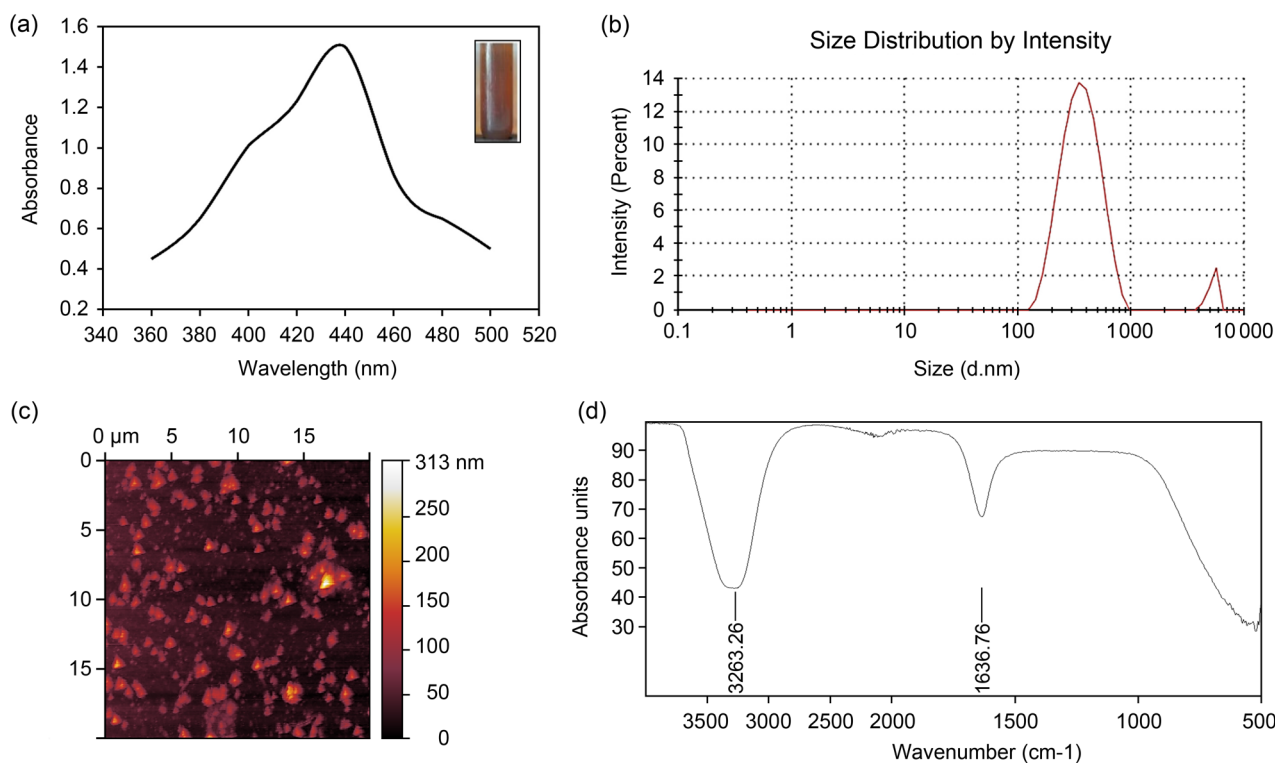 (a)
1.6
1.4
1.2
1.0
0.8
0.6
0.4
0.2
Absorbance
340 360 380 400 420 440 460 480 500 520
Wavelength (nm)
(b)
Size Distribution by Intensity
14
12
10
8
6
4
2
0
Intensity (Percent)
0.1 1 10 100 1000 10 000
Size (d.nm)
(c)
0 μm 5 10 15
0
5
10
15
313 nm
250
200
150
100
50
0
(d)
90
80
70
60
50
40
30
Absorbance units
3263.26
1636.76
3500 3000 2500 2000 1500 1000 500
Wavenumber (cm-1)